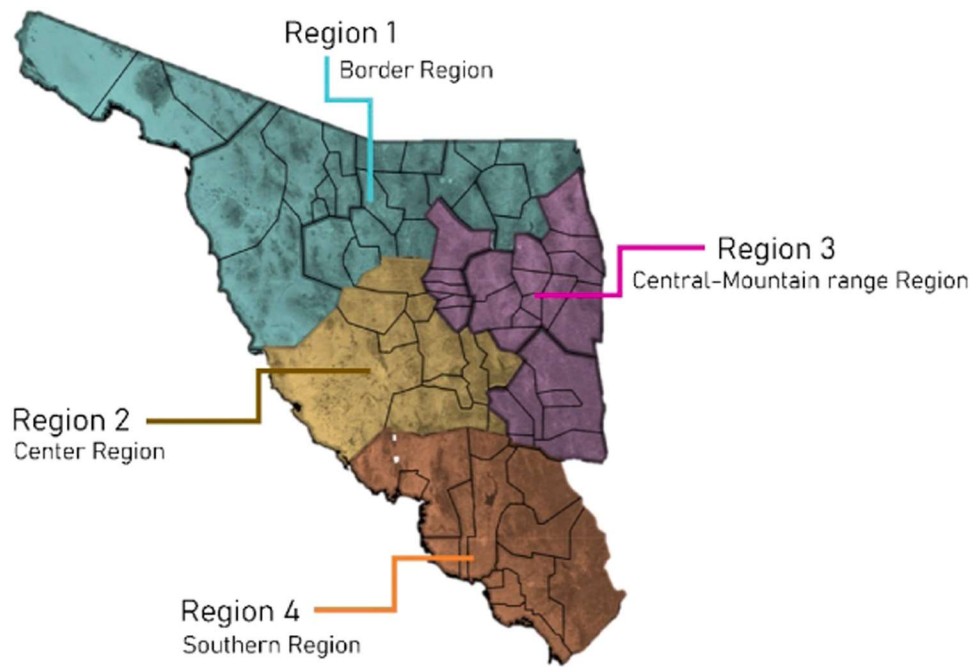 Region 1
Border Region
Region 3
Central-Mountain range Region
Region 2
Center Region
Region 4
Southern Region